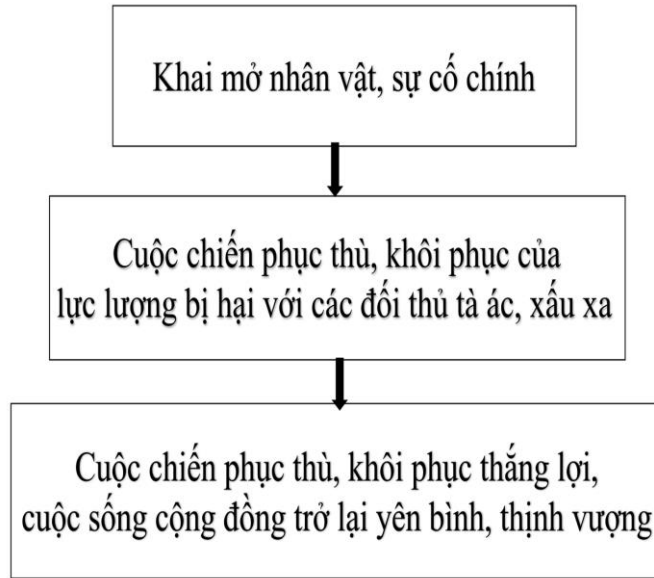 Khai mở nhân vật, sự cố chính
Cuộc chiến phục thù, khôi phục của
lực lượng bị hại với các đối thủ tà ác, xấu xa
Cuộc chiến phục thù, khôi phục thắng lợi,
cuộc sống cộng đồng trở lại yên bình, thịnh vượng